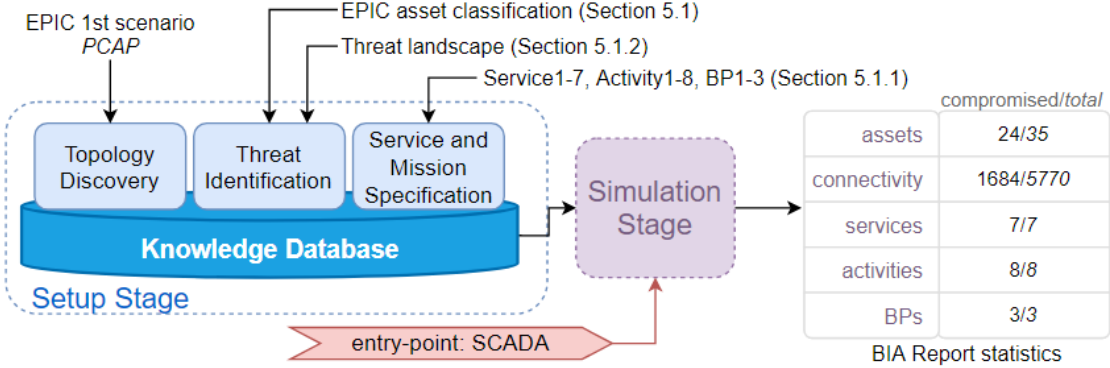 EPIC 1st scenario
PCAP
EPIC asset classification (Section 5.1)
Threat landscape (Section 5.1.2)
Service1-7, Activity1-8, BP1-3 (Section 5.1.1)
Topology
Discovery
Threat
Identification
Service and
Mission
Specification
Knowledge Database
Setup Stage
Simulation
Stage
entry-point: SCADA
compromised/total
assets 24/35
connectivity 1684/5770
services 7/7
activities 8/8
BPs 3/3
BIA Report statistics